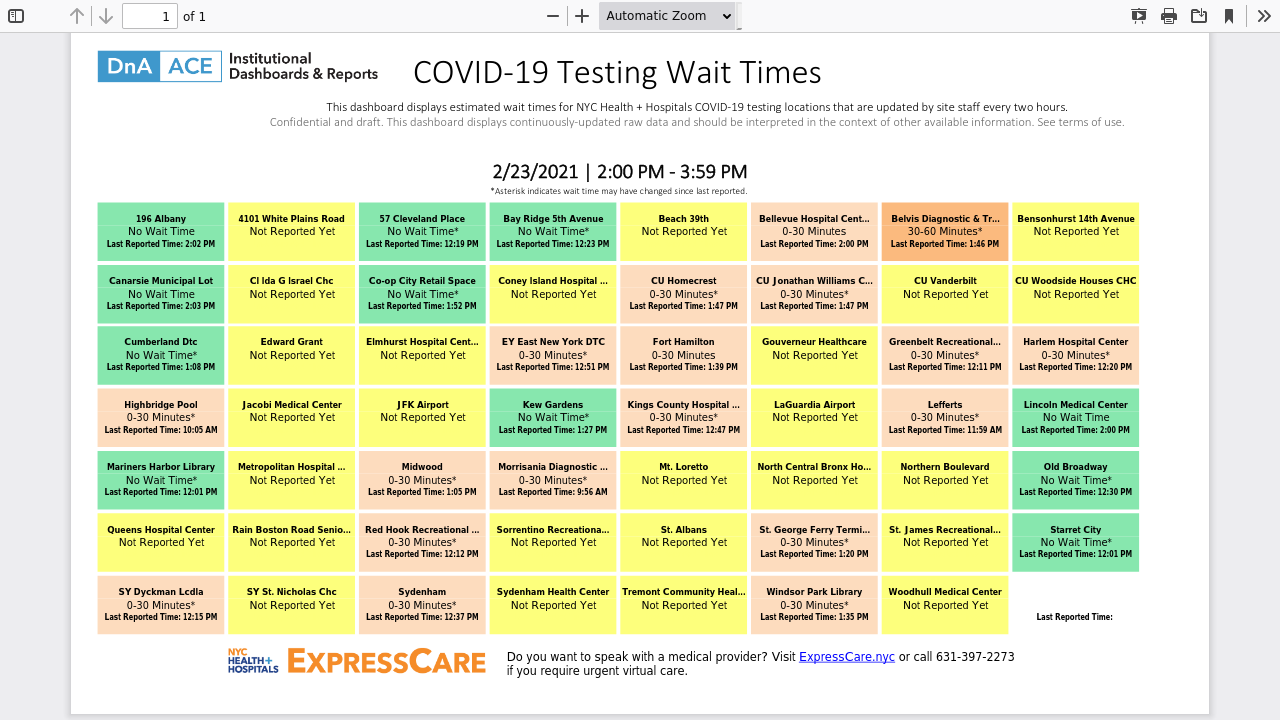 1 of 1
Automatic Zoom
DnA ACE Institutional
Dashboards & Reports
COVID-19 Testing Wait Times
This dashboard displays estimated wait times for NYC Health + Hospitals COVID-19 testing locations that are updated by site staff every two hours.
Confidential and draft. This dashboard displays continuously-updated raw data and should be interpreted in the context of other available information. See terms of use.
2/23/2021 | 2:00 PM - 3:59 PM
*Asterisk indicates wait time may have changed since last reported.
196 Albany
No Wait Time
Last Reported Time: 2:02 PM
4101 White Plains Road
Not Reported Yet
57 Cleveland Place
No Wait Time*
Last Reported Time: 12:19 PM
Bay Ridge 5th Avenue
No Wait Time*
Last Reported Time: 12:23 PM
Beach 39th
Not Reported Yet
Bellevue Hospital Cent...
0-30 Minutes
Last Reported Time: 2:00 PM
Belvis Diagnostic & Tr...
30-60 Minutes*
Last Reported Time: 1:46 PM
Bensonhurst 14th Avenue
Not Reported Yet
Canarsie Municipal Lot
No Wait Time
Last Reported Time: 2:03 PM
Cl Ida G Israel Chc
Not Reported Yet
Co-op City Retail Space
No Wait Time*
Last Reported Time: 1:52 PM
Coney Island Hospital ...
Not Reported Yet
CU Homecrest
0-30 Minutes*
Last Reported Time: 1:47 PM
CU Jonathan Williams C...
0-30 Minutes*
Last Reported Time: 1:47 PM
CU Vanderbilt
Not Reported Yet
CU Woodside Houses CHC
Not Reported Yet
Cumberland Dtc
No Wait Time*
Last Reported Time: 1:08 PM
Edward Grant
Not Reported Yet
Elmhurst Hospital Cent...
Not Reported Yet
EY East New York DTC
0-30 Minutes*
Last Reported Time: 12:51 PM
Fort Hamilton
0-30 Minutes
Last Reported Time: 1:39 PM
Gouverneur Healthcare
Not Reported Yet
Greenbelt Recreational...
0-30 Minutes*
Last Reported Time: 12:11 PM
Harlem Hospital Center
0-30 Minutes*
Last Reported Time: 12:20 PM
Highbridge Pool
0-30 Minutes*
Last Reported Time: 10:05 AM
Jacobi Medical Center
Not Reported Yet
JFK Airport
Not Reported Yet
Kew Gardens
No Wait Time*
Last Reported Time: 1:27 PM
Kings County Hospital ...
0-30 Minutes*
Last Reported Time: 12:47 PM
LaGuardia Airport
Not Reported Yet
Lefferts
0-30 Minutes*
Last Reported Time: 11:59 AM
Lincoln Medical Center
No Wait Time
Last Reported Time: 2:00 PM
Mariners Harbor Library
No Wait Time*
Last Reported Time: 12:01 PM
Metropolitan Hospital ...
Not Reported Yet
Midwood
0-30 Minutes*
Last Reported Time: 1:05 PM
Morrisania Diagnostic ...
0-30 Minutes*
Last Reported Time: 9:56 AM
Mt. Loretto
Not Reported Yet
North Central Bronx Ho...
Not Reported Yet
Northern Boulevard
Not Reported Yet
Old Broadway
No Wait Time*
Last Reported Time: 12:30 PM
Queens Hospital Center
Not Reported Yet
Rain Boston Road Senio...
Not Reported Yet
Red Hook Recreational ...
0-30 Minutes*
Last Reported Time: 12:12 PM
Sorrentino Recreationa...
Not Reported Yet
St. Albans
Not Reported Yet
St. George Ferry Termi...
0-30 Minutes*
Last Reported Time: 1:20 PM
St. James Recreational...
Not Reported Yet
Starret City
No Wait Time*
Last Reported Time: 12:01 PM
SY Dyckman Lcdla
0-30 Minutes*
Last Reported Time: 12:15 PM
SY St. Nicholas Chc
Not Reported Yet
Sydenham
0-30 Minutes*
Last Reported Time: 12:37 PM
Sydenham Health Center
Not Reported Yet
Tremont Community Heal...
Not Reported Yet
Windsor Park Library
0-30 Minutes*
Last Reported Time: 1:35 PM
Woodhull Medical Center
Not Reported Yet
Last Reported Time:
NYC
HEALTH+
HOSPITALS
EXPRESSCARE
Do you want to speak with a medical provider? Visit ExpressCare.nyc or call 631-397-2273
if you require urgent virtual care.